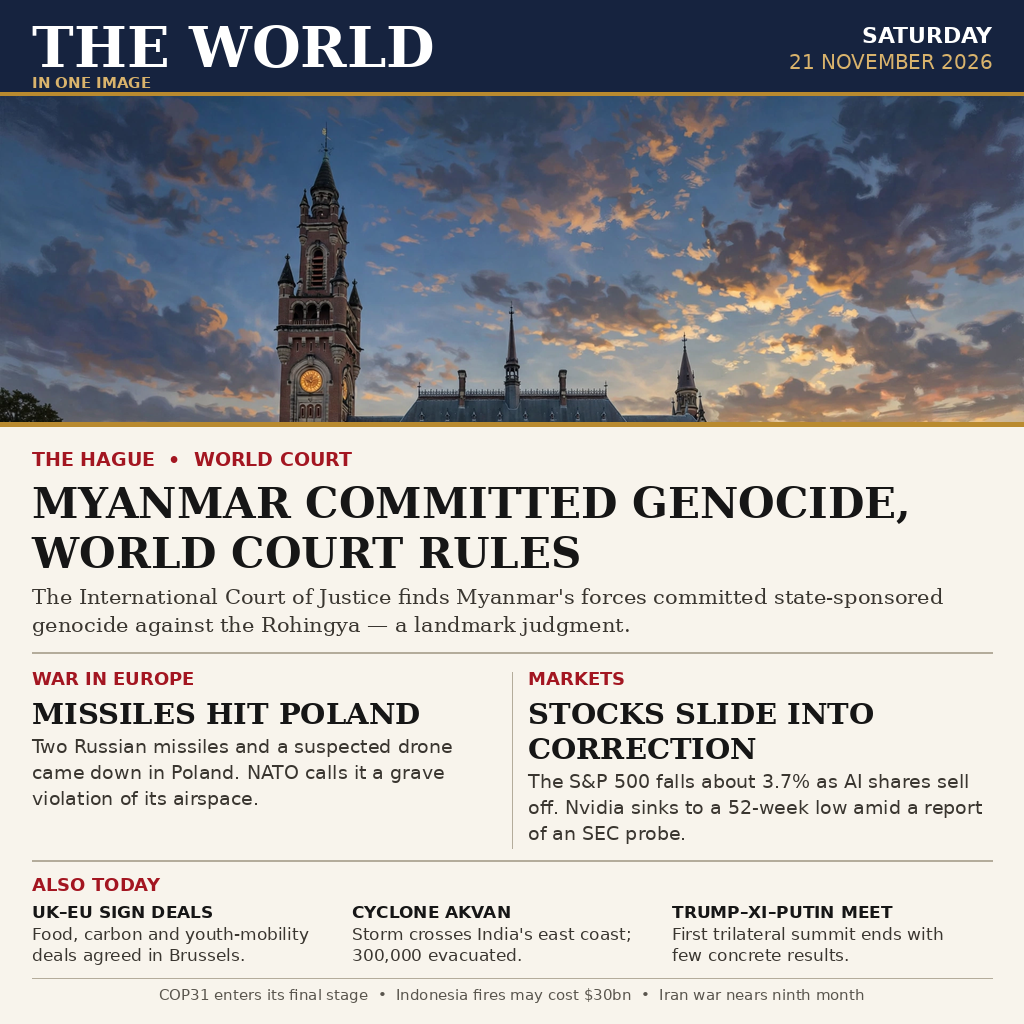 THE WORLD
IN ONE IMAGE
SATURDAY
21 NOVEMBER 2026
THE HAGUE • WORLD COURT
MYANMAR COMMITTED GENOCIDE,
WORLD COURT RULES
The International Court of Justice finds Myanmar's forces committed state-sponsored
genocide against the Rohingya — a landmark judgment.
WAR IN EUROPE
MISSILES HIT POLAND
Two Russian missiles and a suspected drone
came down in Poland. NATO calls it a grave
violation of its airspace.
MARKETS
STOCKS SLIDE INTO
CORRECTION
The S&P 500 falls about 3.7% as AI shares sell
off. Nvidia sinks to a 52-week low amid a report
of an SEC probe.
ALSO TODAY
UK–EU SIGN DEALS
Food, carbon and youth-mobility
deals agreed in Brussels.
CYCLONE AKVAN
Storm crosses India's east coast;
300,000 evacuated.
TRUMP–XI–PUTIN MEET
First trilateral summit ends with
few concrete results.
COP31 enters its final stage • Indonesia fires may cost $30bn • Iran war nears ninth month